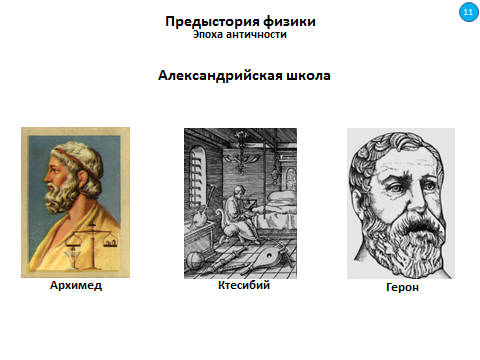 11
Предыстория физики
Эпоха античности
Александрийская школа
Архимед
Ктесибий
Герон